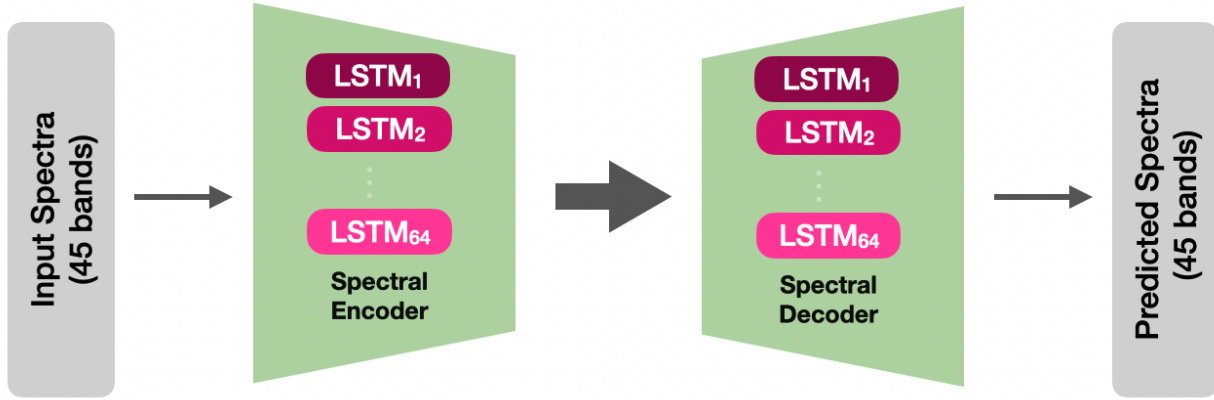 Input Spectra
(45 bands)
LSTM₁
LSTM₂
LSTM₆₄
Spectral
Encoder
LSTM₁
LSTM₂
LSTM₆₄
Spectral
Decoder
Predicted Spectra
(45 bands)